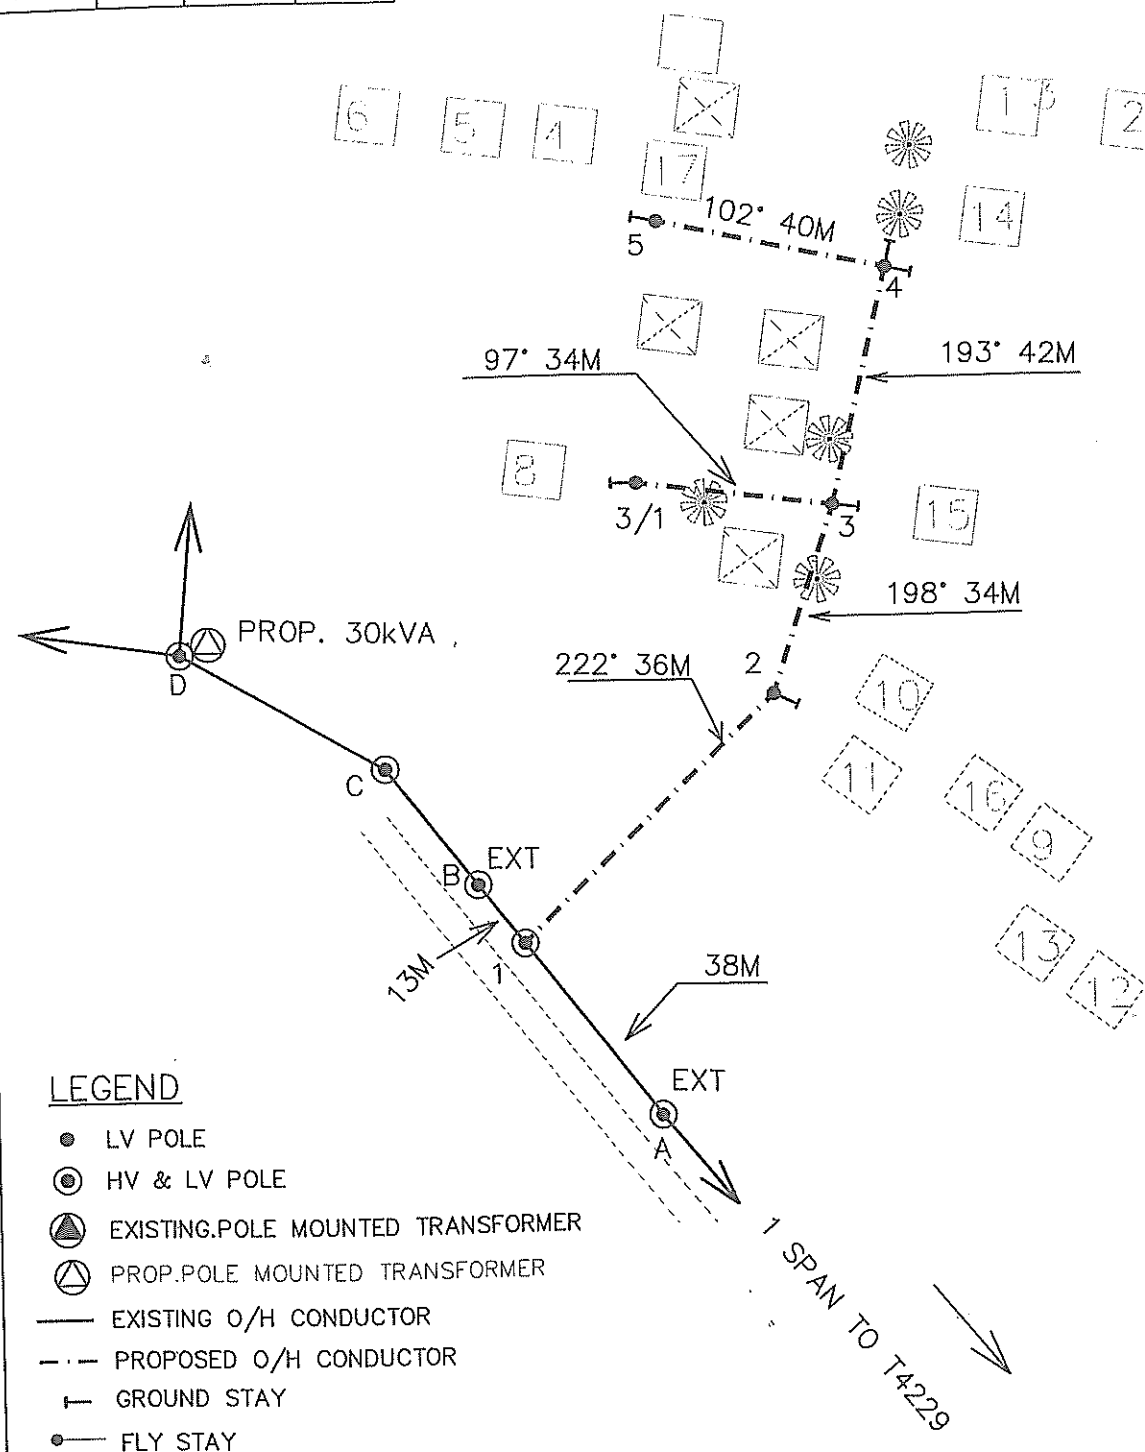 6
5
4
17
13
2
14
102° 40M
5
4
97° 34M
193° 42M
8
3/1
3
15
198° 34M
PROP. 30kVA
D
222° 36M
2
10
11
16
9
C
EXT
B
13M
1
38M
13
12
EXT
A
1 SPAN TO T4229
LEGEND
LV POLE
HV & LV POLE
EXISTING.POLE MOUNTED TRANSFORMER
PROP.POLE MOUNTED TRANSFORMER
EXISTING O/H CONDUCTOR
PROPOSED O/H CONDUCTOR
GROUND STAY
FLY STAY